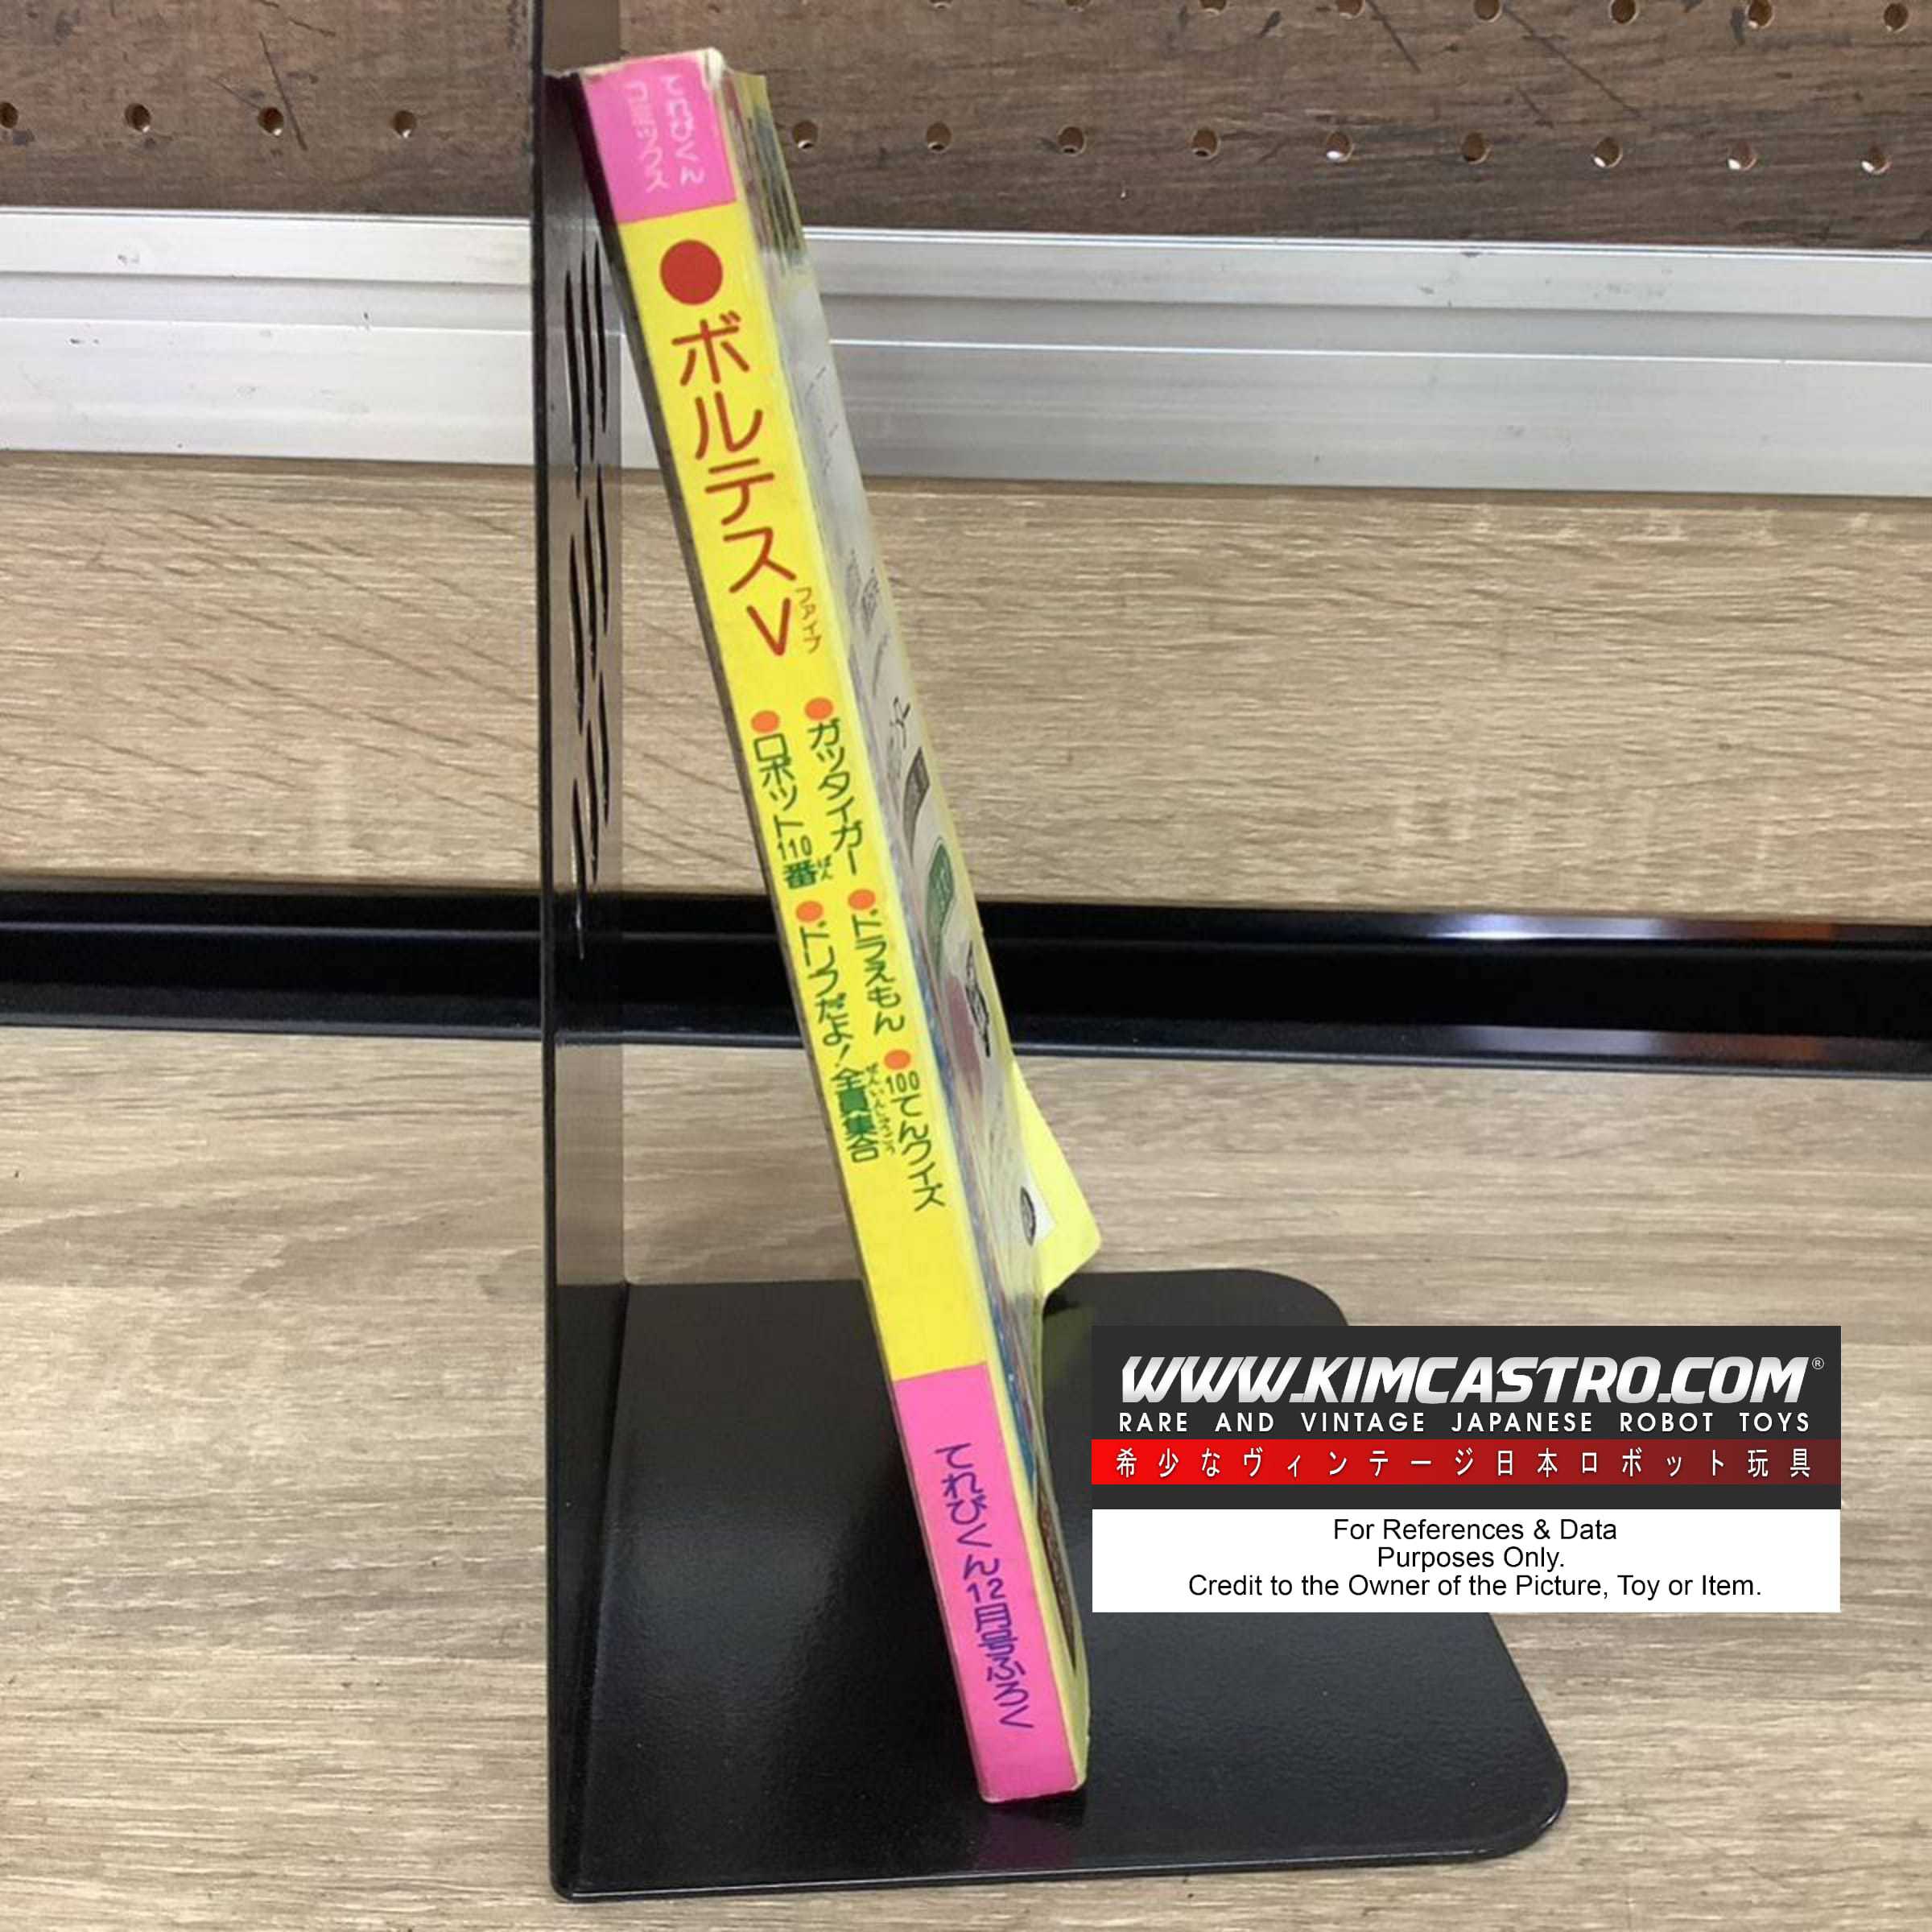 てれびくん
コミックス
●ボルテスV
ファイブ
●ガッタイガー
●ロボット110番
ばん
●ドラえもん
●ドリフだよ!全員集合
ぜんいんしゅうごう
●100てんクイズ
てれびくん12月号ふろく
WWW.KIMCASTRO.COM®
RARE AND VINTAGE JAPANESE ROBOT TOYS
希少なヴィンテージ日本ロボット玩具
For References & Data
Purposes Only.
Credit to the Owner of the Picture, Toy or Item.